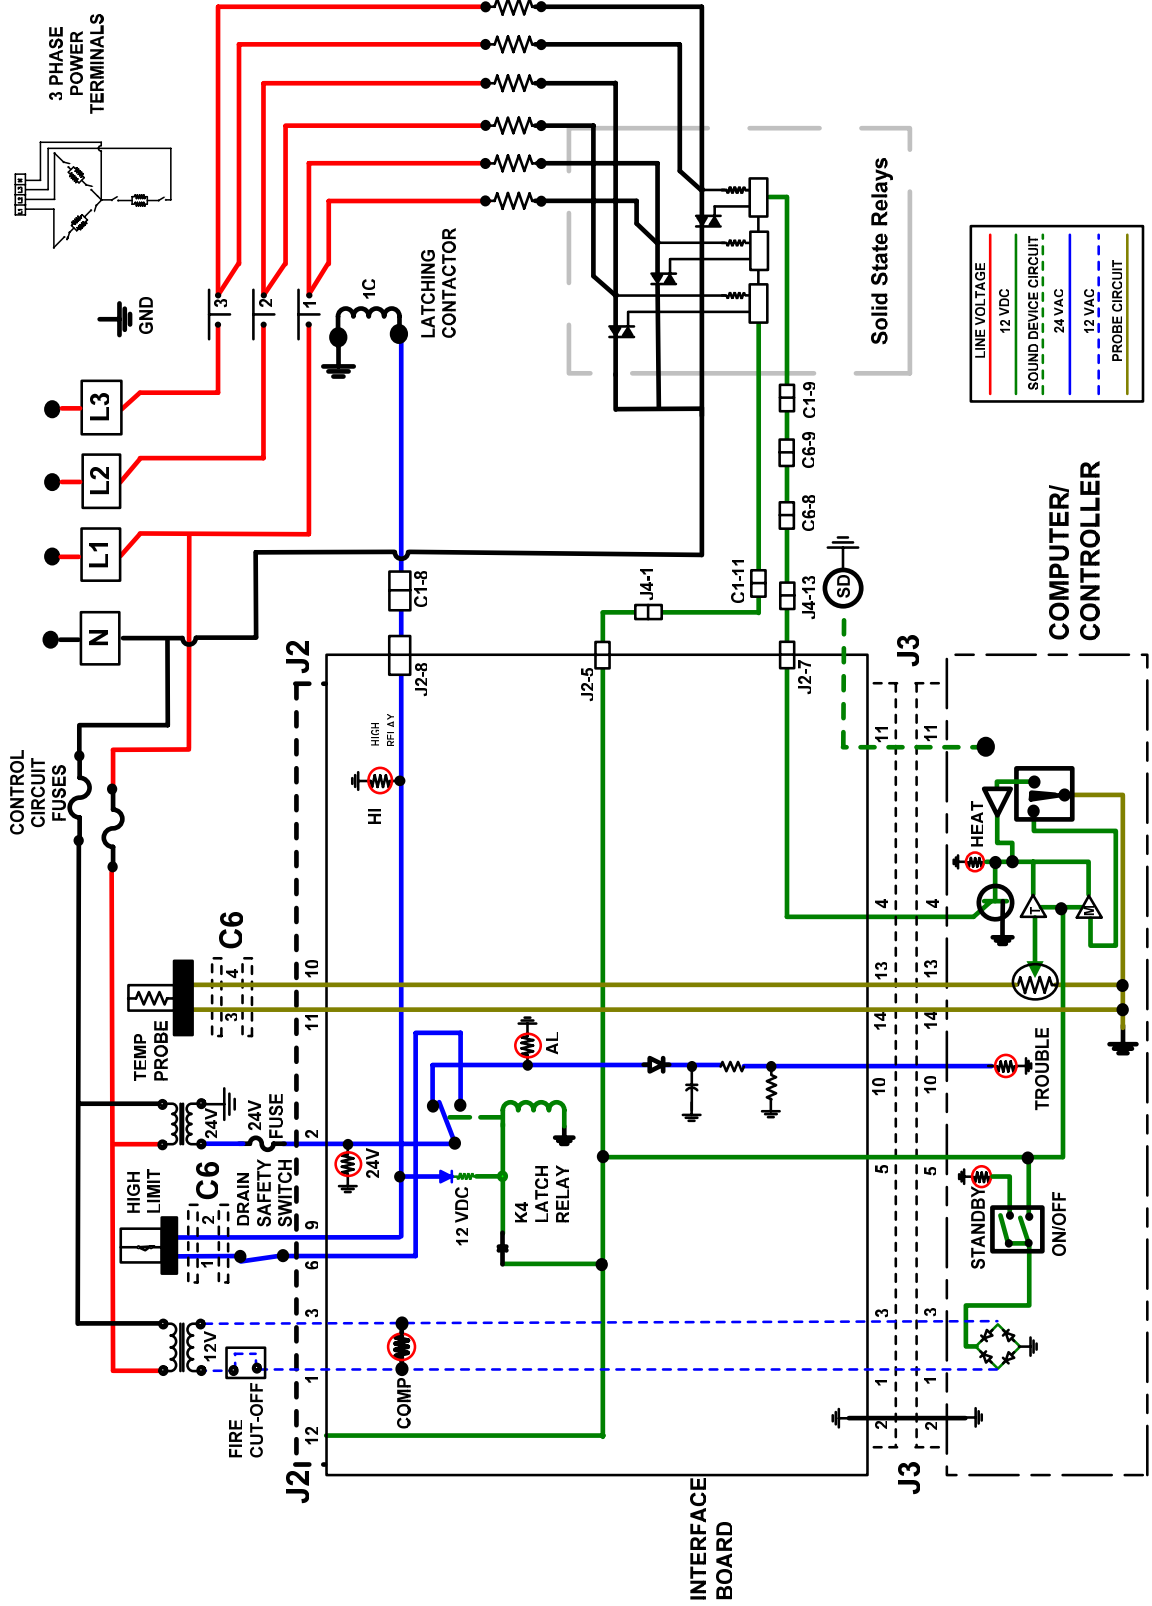 3 PHASE
POWER
TERMINALS
GND
L3
L2
L1
N
3
2
1
1C
LATCHING
CONTACTOR
Solid State Relays
LINE VOLTAGE
12 VDC
SOUND DEVICE CIRCUIT
24 VAC
12 VAC
PROBE CIRCUIT
C1-9
C6-9
C6-8
J4-13
C1-11
J4-1
C1-8
J2-8
J2-5
J2-7
SD
COMPUTER/
CONTROLLER
CONTROL
CIRCUIT
FUSES
J2
J3
HIGH
RELAY
HI
11
11
HEAT
4
4
T
M
C6
3
4
TEMP
PROBE
10
11
13
13
14
14
AL
10
10
TROUBLE
24V
24V
FUSE
2
24V
HIGH
LIMIT
C6
1
2
DRAIN
SAFETY
SWITCH
9
6
12 VDC
K4
LATCH
RELAY
5
5
STANDBY
ON/OFF
12V
3
1
3
3
1
1
COMP
FIRE
CUT-OFF
12
2
2
J2
J3
INTERFACE
BOARD